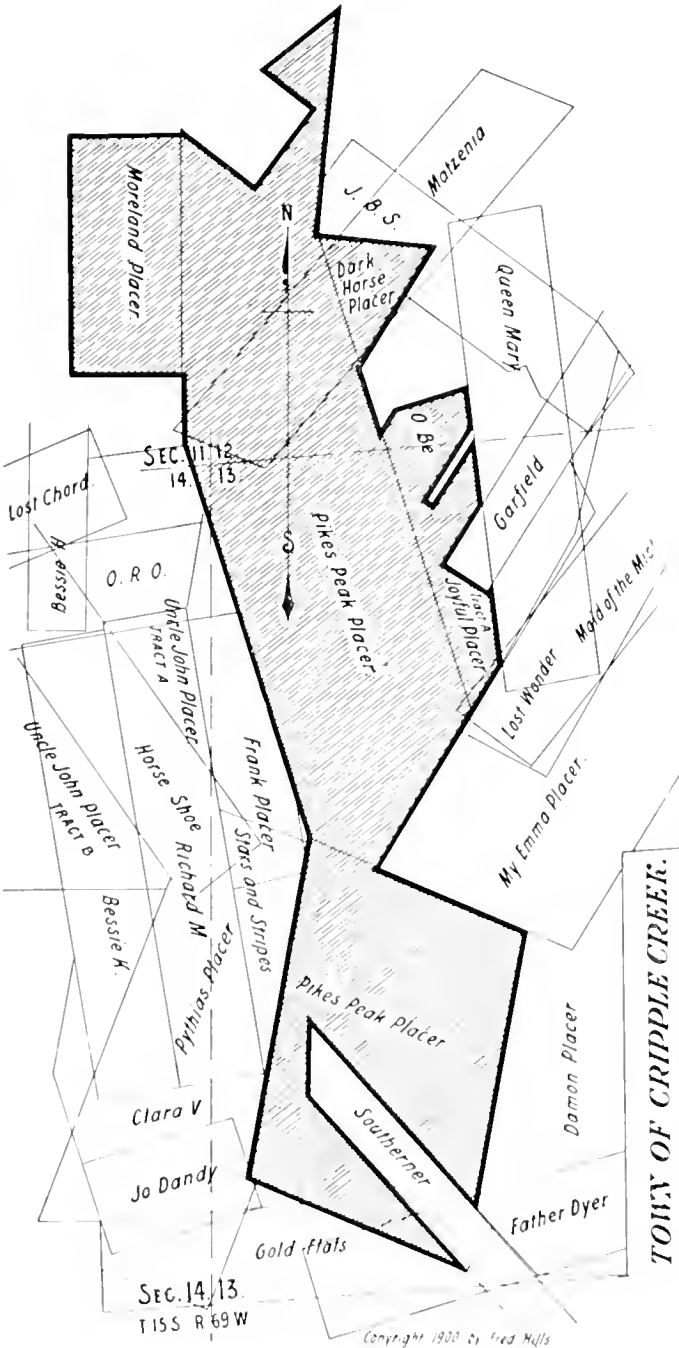 Moreland Placer.
N
J. B. S.
Matzenia
Dark
Horse
Placer
Queen Mary
O Be
SEC. 11 12
14. 13.
Lost Chord.
Garfield
Pikes Peak Placer.
S
Bessie A
O. R. O.
Tract A
Joyful Placer
Uncle John Placer
TRACT A
Lost Wonder
Maid of the
Uncle John Placer
TRACT B
Horse Shoe
Frank Placer
Richard M
Stars and Stripes
My Emma Placer.
Bessie K.
Pythias Placer
Pikes Peak Placer
Damon Placer
Clara V
Southerner
Jo Dandy
Father Dyer
Gold Flats
SEC. 14. 13.
T 15 S R 69 W
TOWN OF CRIPPLE CREEK.
Copyright 1900 by Fred Hills